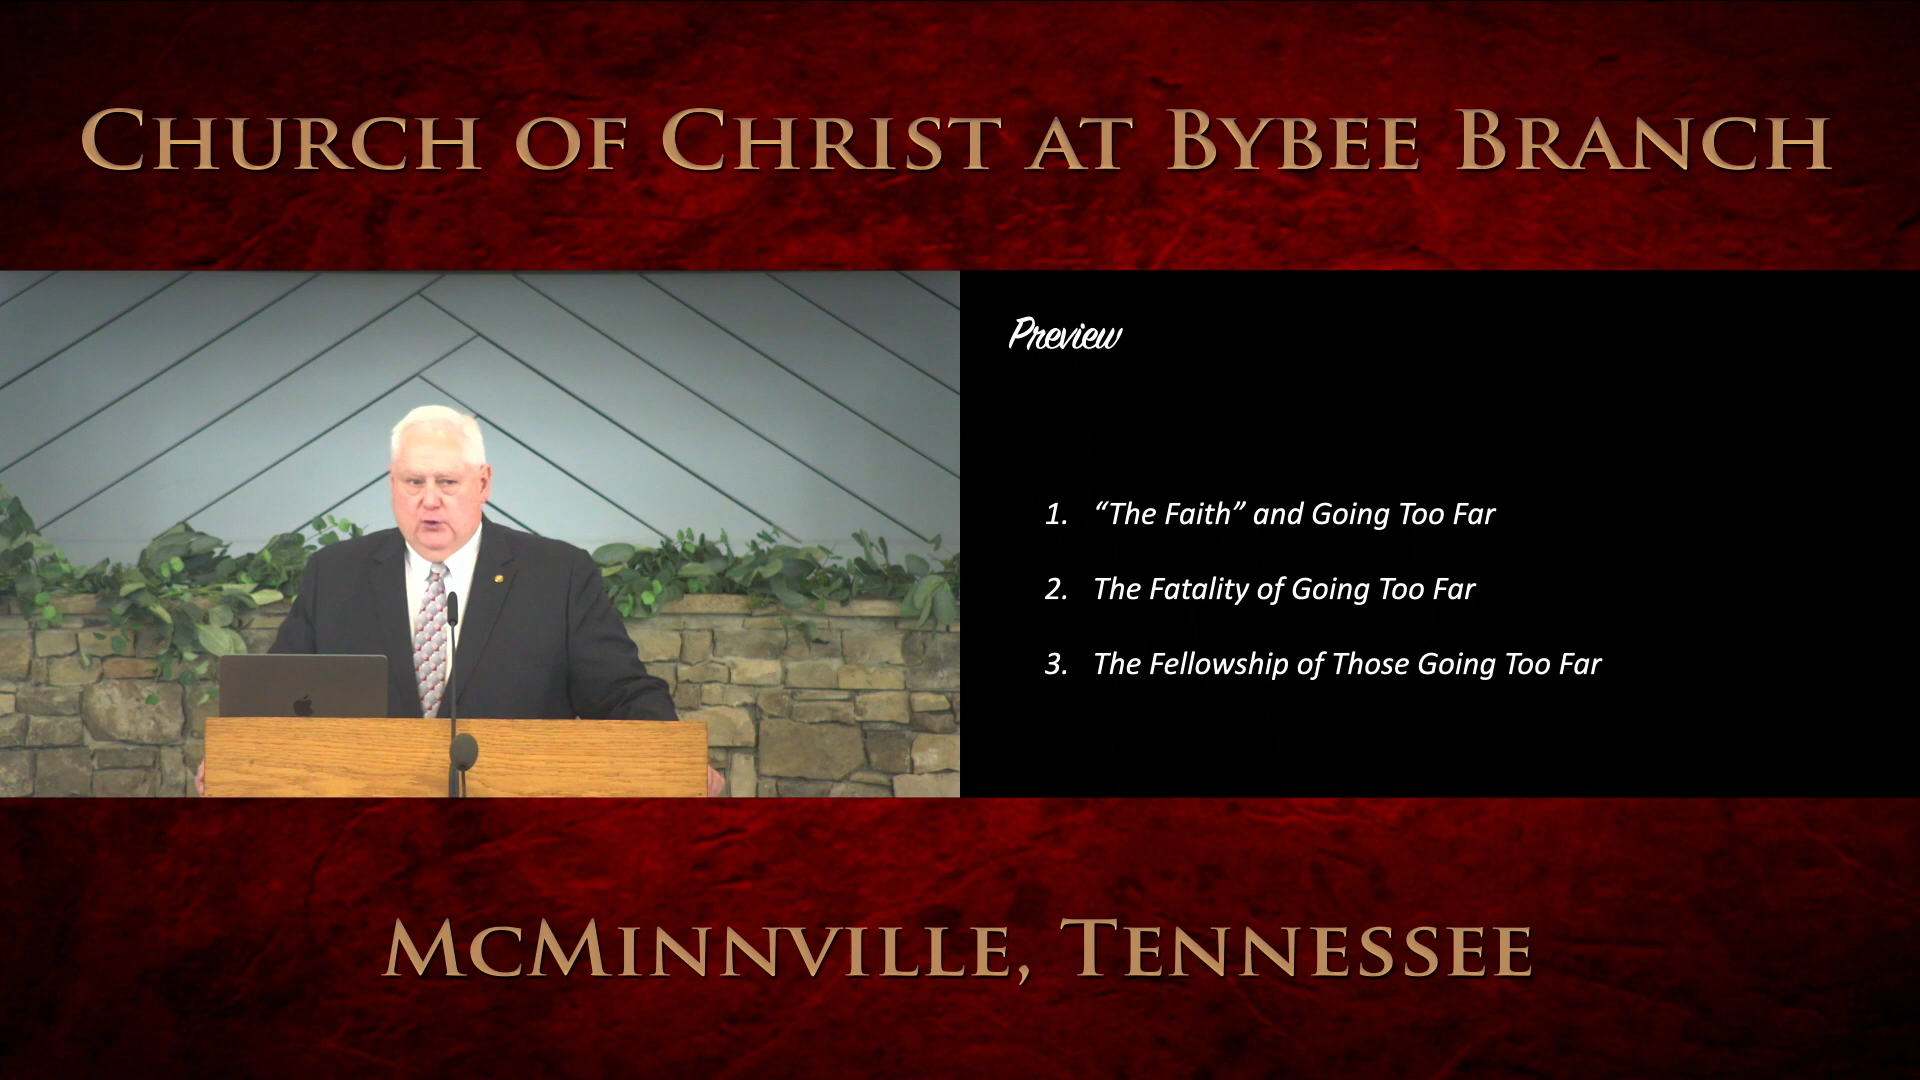 Church of Christ at Bybee Branch
Preview
1. “The Faith” and Going Too Far
2. The Fatality of Going Too Far
3. The Fellowship of Those Going Too Far
McMinnville, Tennessee